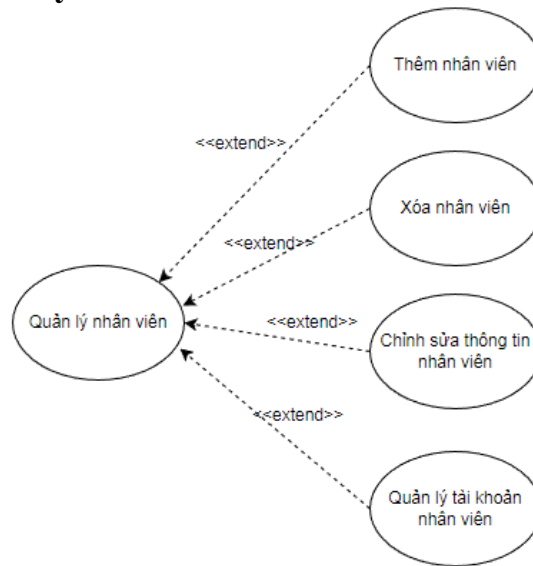 Thêm nhân viên
<<extend>>
Xóa nhân viên
<<extend>>
Quản lý nhân viên
<<extend>>
Chỉnh sửa thông tin
nhân viên
<<extend>>
Quản lý tài khoản
nhân viên